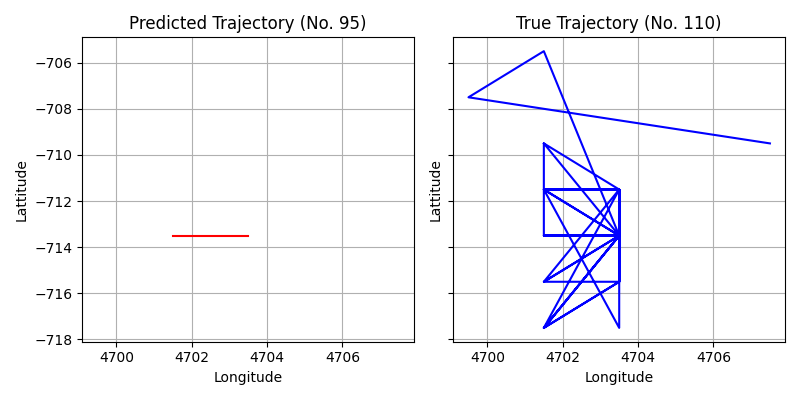 Predicted Trajectory (No. 95)
True Trajectory (No. 110)
Lattitude
−706
−708
−710
−712
−714
−716
−718
4700
4702
4704
4706
Longitude
Lattitude
4700
4702
4704
4706
Longitude